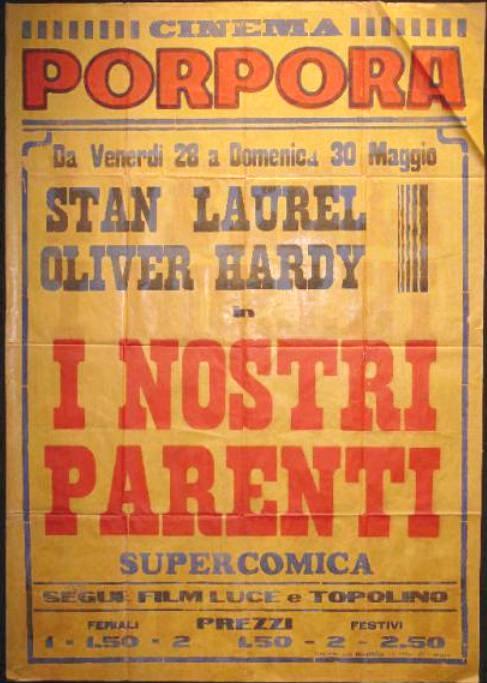 CINEMA
PORPORA
Da Venerdi 28 a Domenica 30 Maggio
STAN LAUREL
OLIVER HARDY
in
I NOSTRI
PARENTI
SUPERCOMICA
SEGUE FILM LUCE e TOPOLINO
FERIALI PREZZI FESTIVI
1 - 1.50 - 2 1.50 - 2 - 2.50